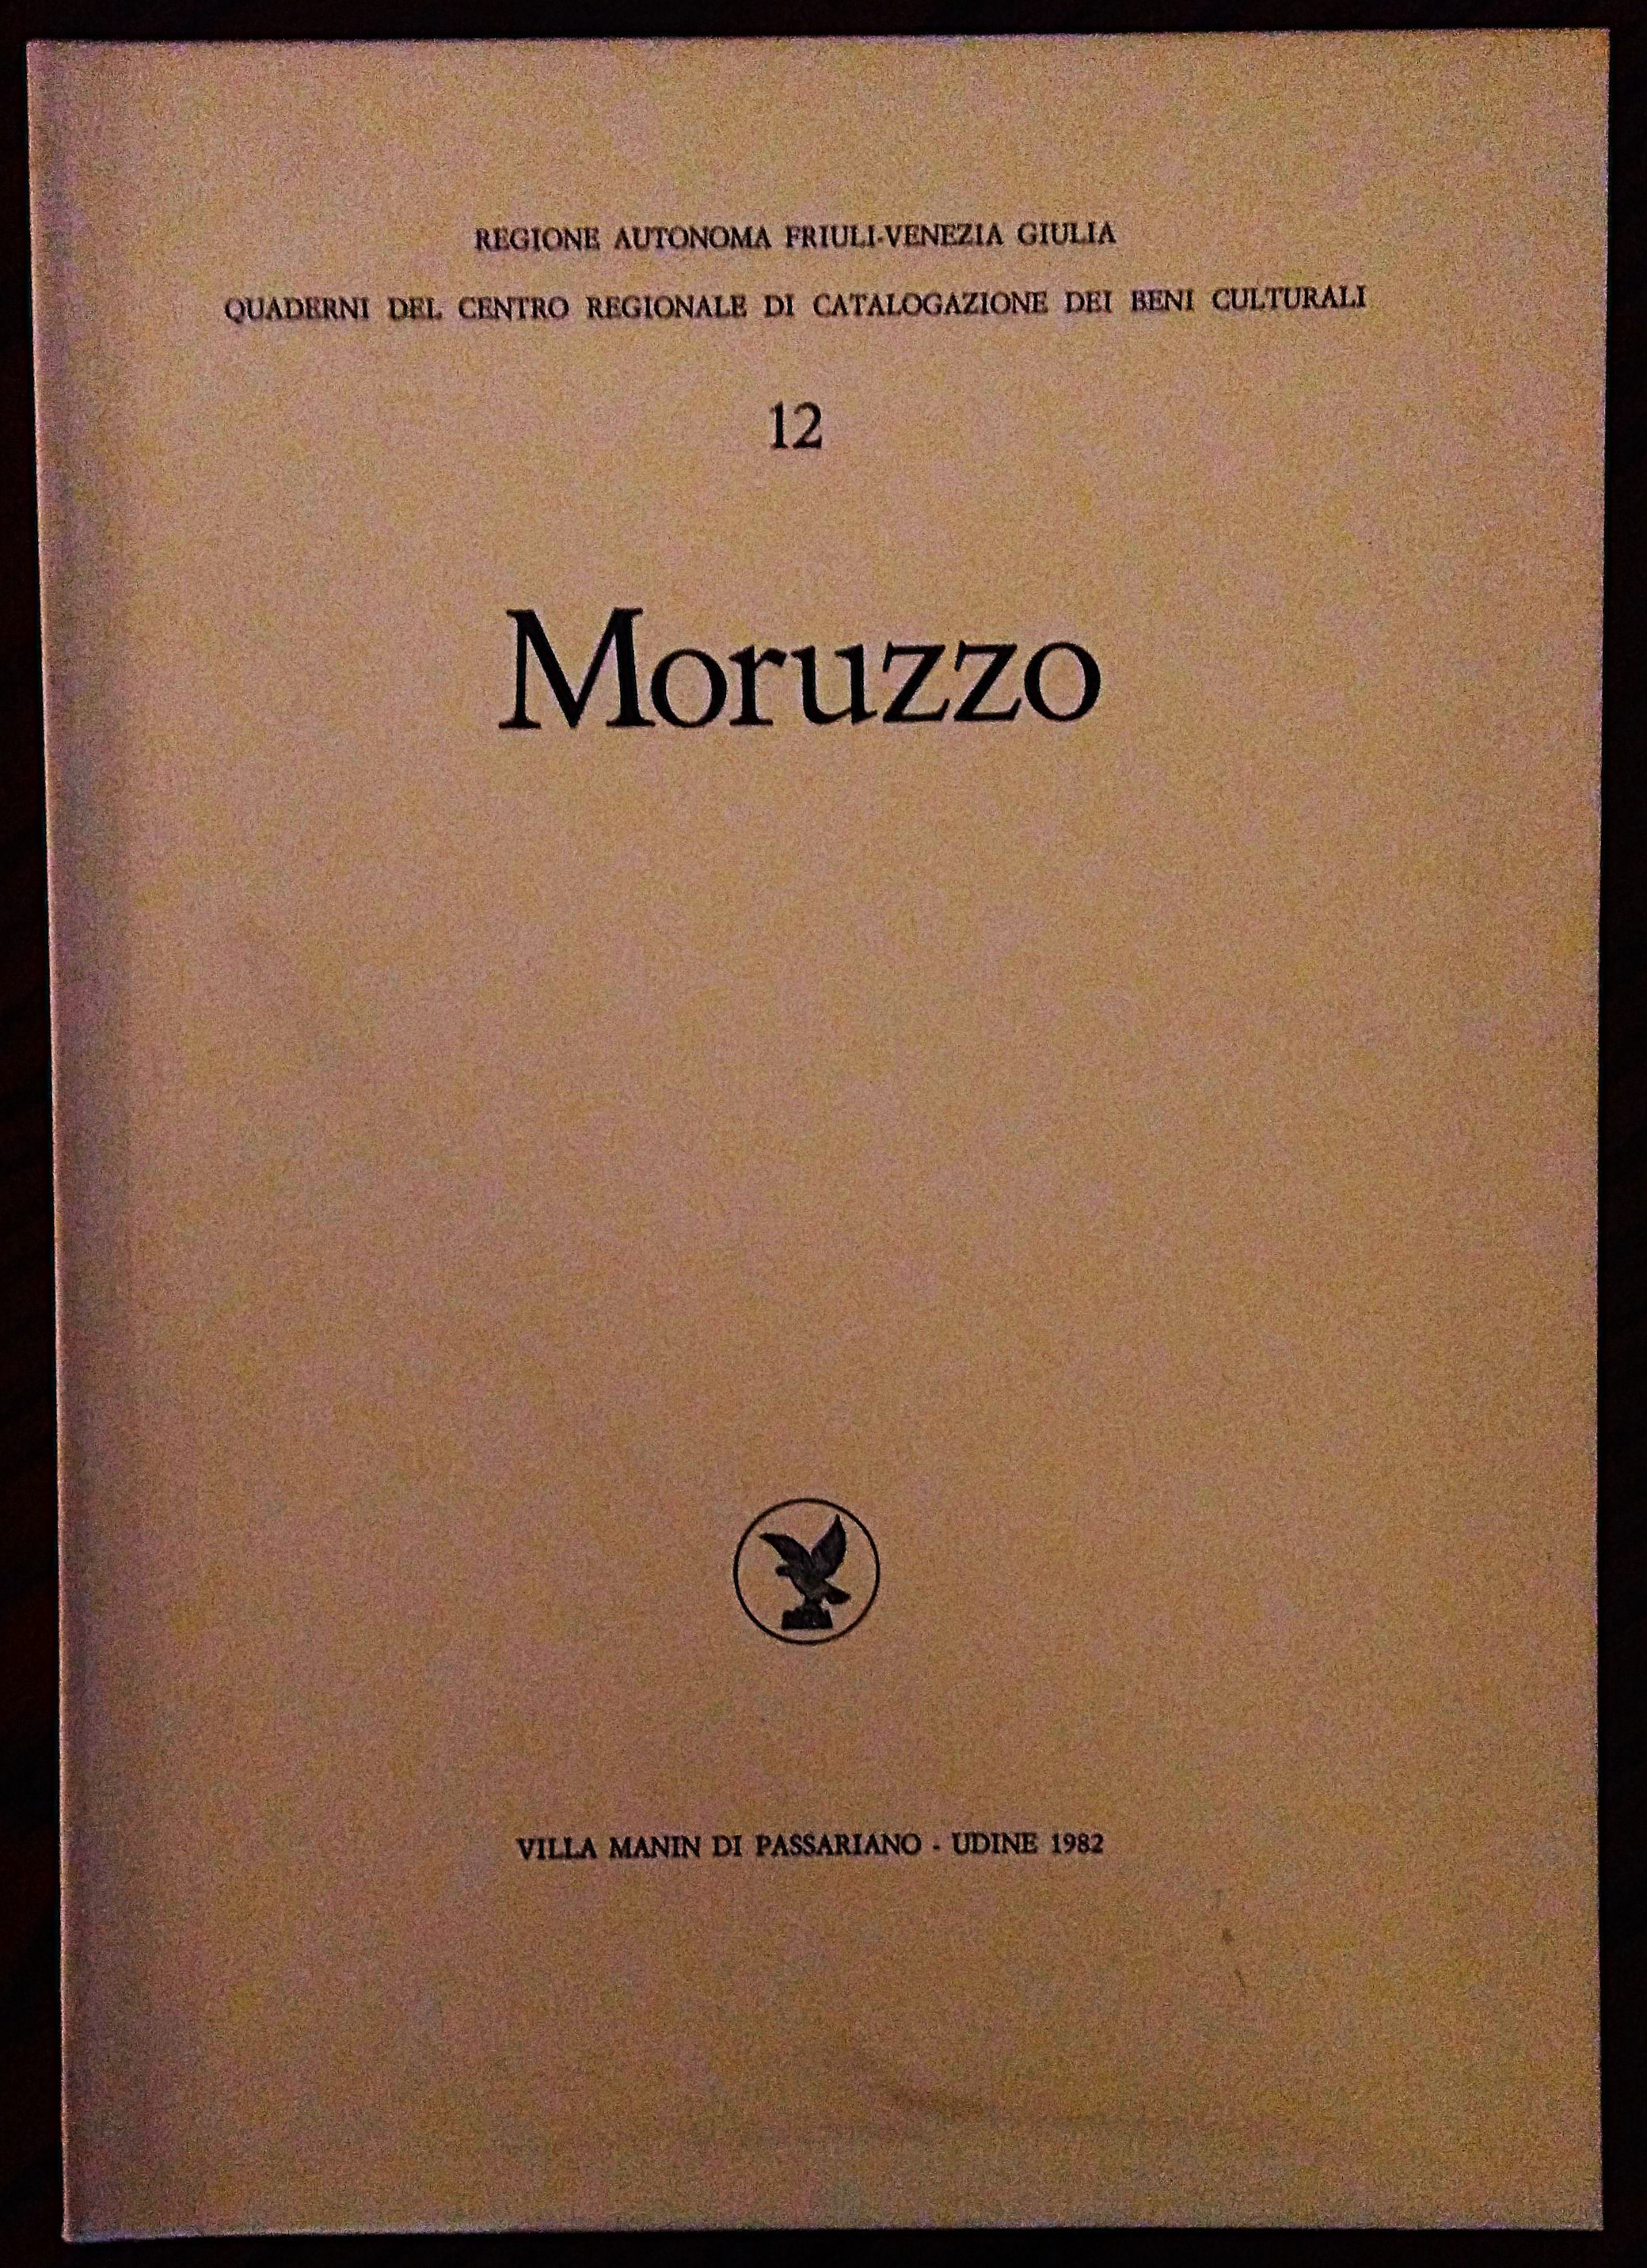 REGIONE AUTONOMA FRIULI-VENEZIA GIULIA
QUADERNI DEL CENTRO REGIONALE DI CATALOGAZIONE DEI BENI CULTURALI
12
Moruzzo
VILLA MANIN DI PASSARIANO - UDINE 1982